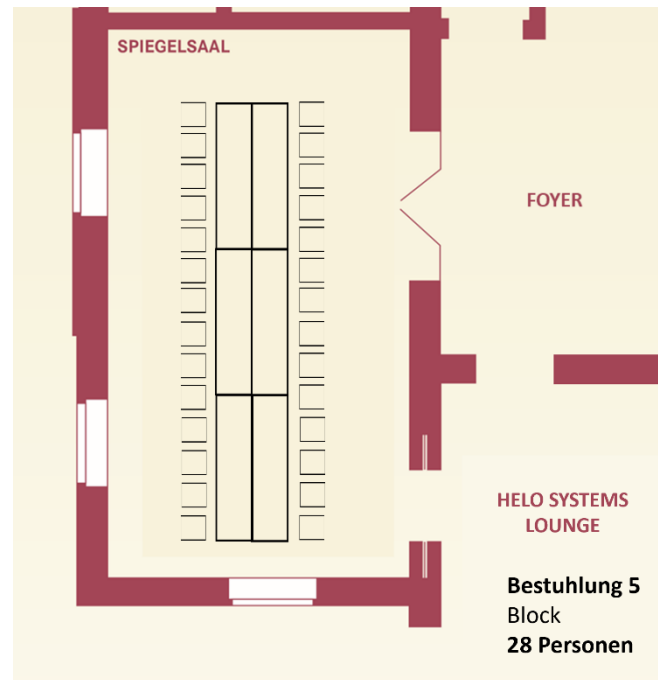 SPIEGELSAAL
FOYER
HELO SYSTEMS
LOUNGE
Bestuhlung 5
Block
28 Personen